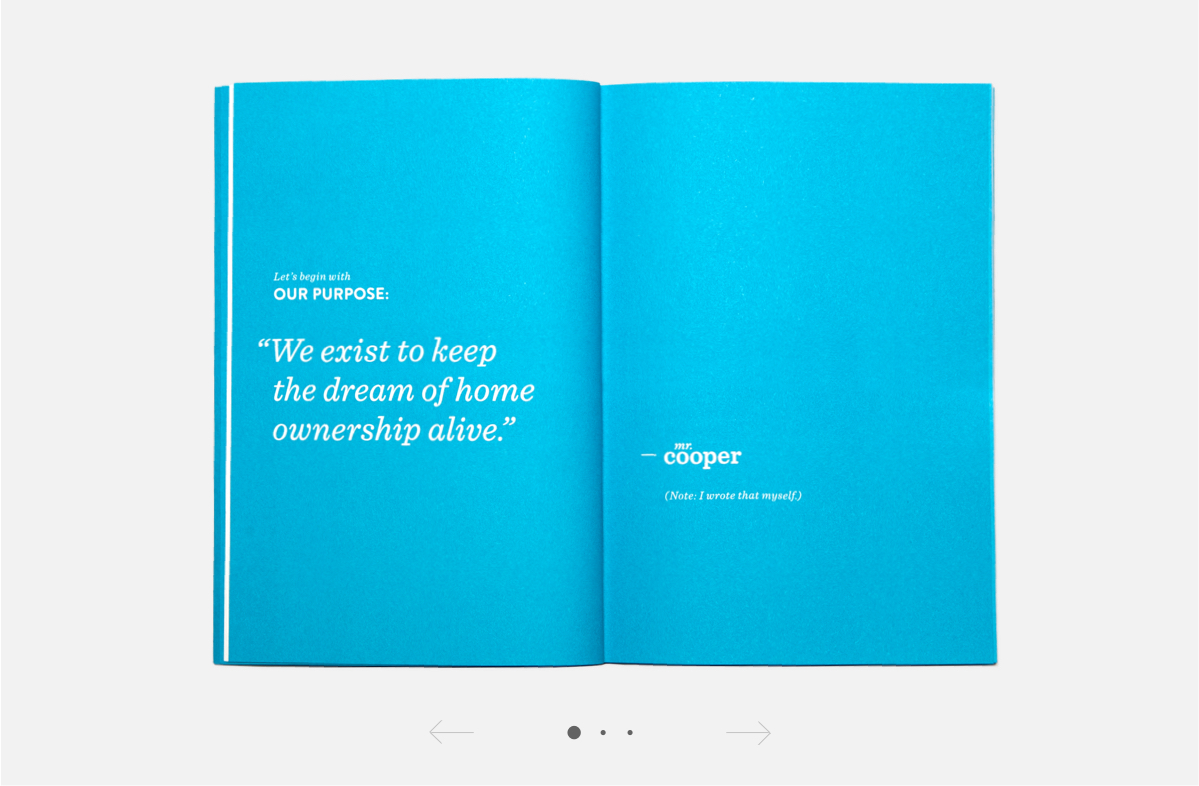 Let's begin with
OUR PURPOSE:
“We exist to keep
the dream of home
ownership alive.”
— mr.
cooper
(Note: I wrote that myself.)